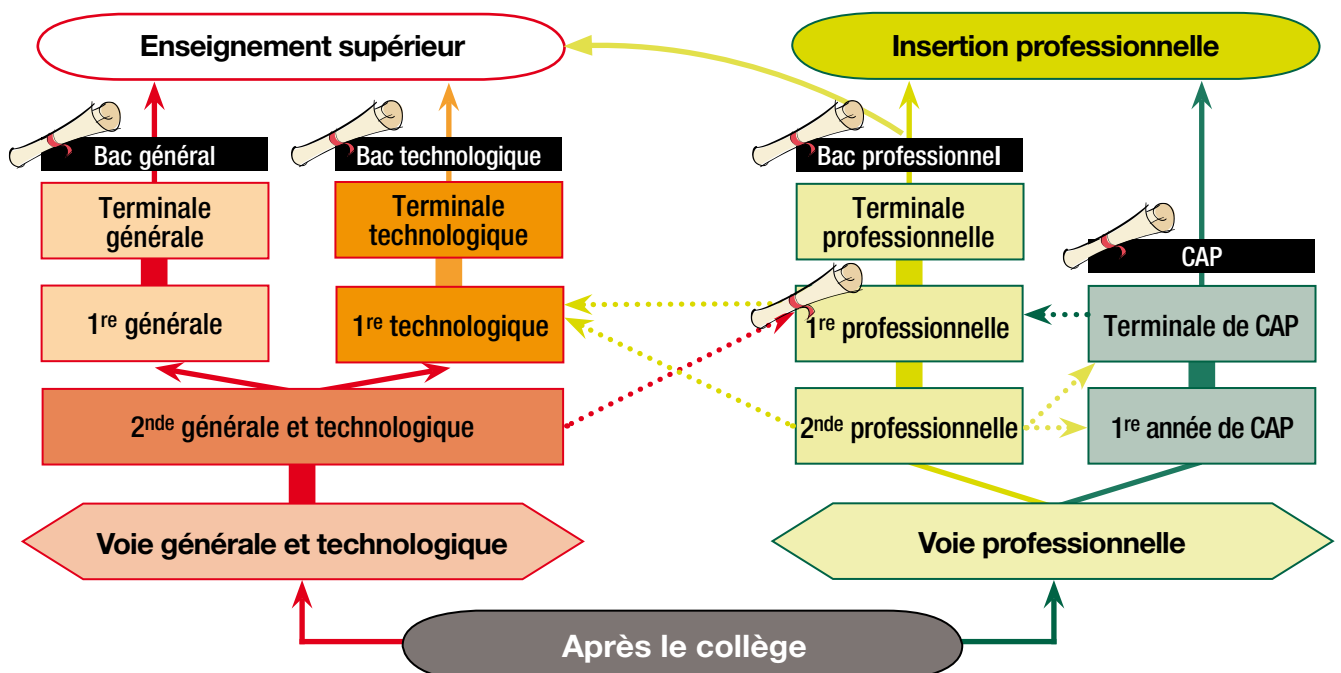 Enseignement supérieur
Insertion professionnelle
Bac général
Bac technologique
Bac professionnel
Terminale
générale
Terminale
technologique
Terminale
professionnelle
CAP
1re générale
1re technologique
1re professionnelle
Terminale de CAP
2nde générale et technologique
2nde professionnelle
1re année de CAP
Voie générale et technologique
Voie professionnelle
Après le collège